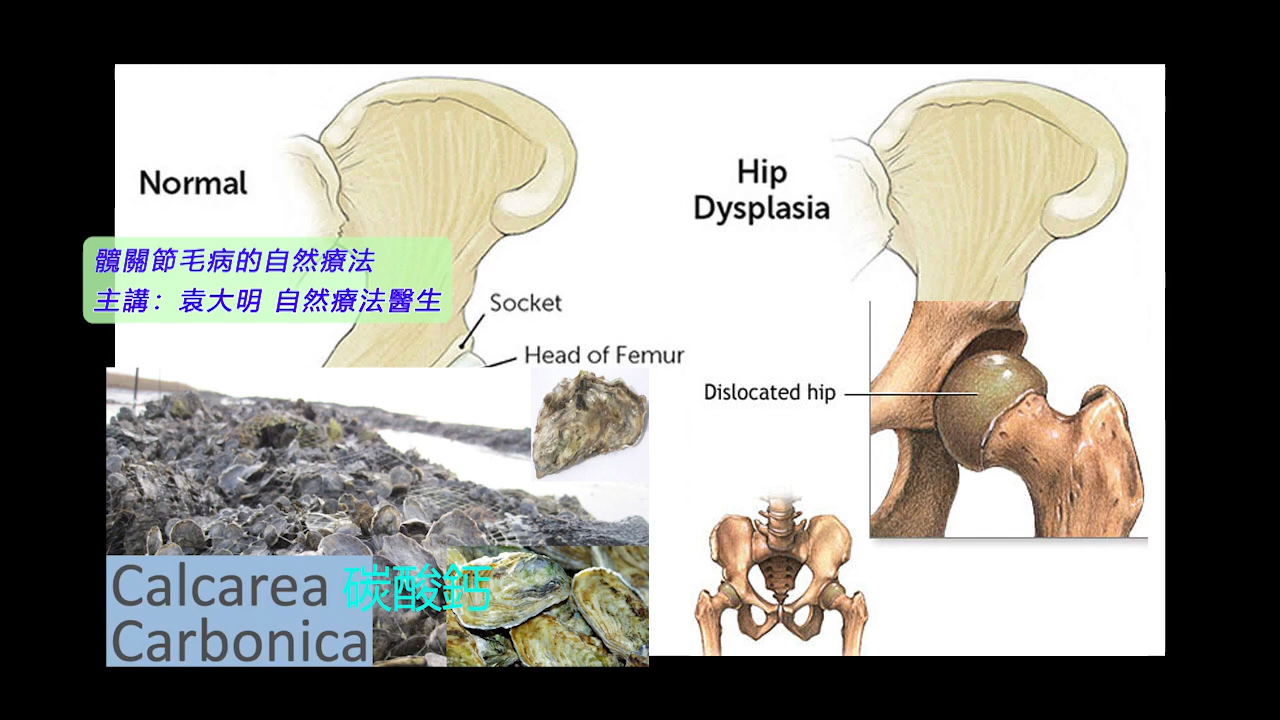 Normal
Hip
Dysplasia
髖關節毛病的自然療法
主講：袁大明 自然療法醫生
Socket
Head of Femur
Dislocated hip
Calcarea 碳酸鈣
Carbonica